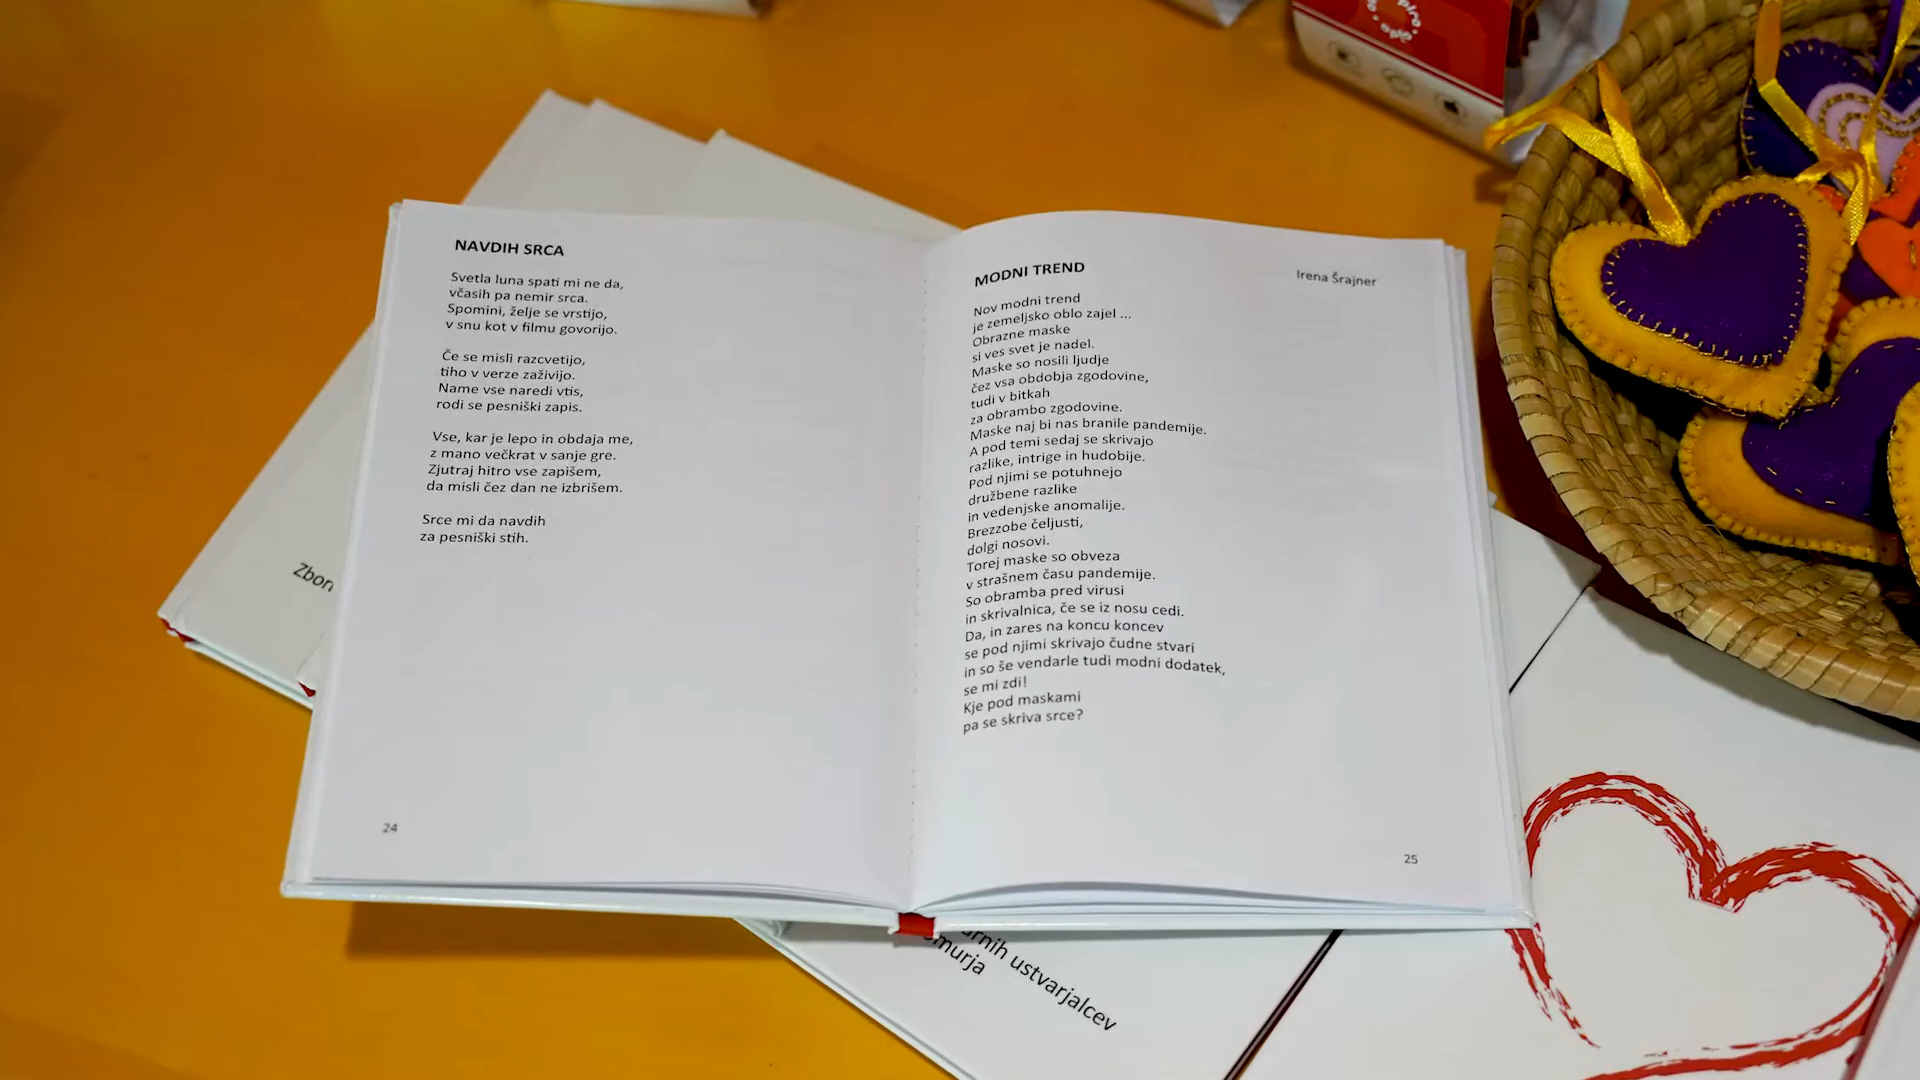 NAVDIH SRCA
Svetla luna spati mi ne da,
včasih pa nemir srca.
Spomini, želje se vrstijo,
v snu kot v filmu govorijo.
Če se misli razcvetijo,
tiho v verze zaživijo.
Name vse naredi vtis,
rodi se pesniški zapis.
Vse, kar je lepo in obdaja me,
z mano večkrat v sanje gre.
Zjutraj hitro vse zapišem,
da misli čez dan ne izbrišem.
Srce mi da navdih
za pesniški stih.
24
MODNI TREND
Irena Šrajner
Nov modni trend
je zemeljsko oblo zajel ...
Obrazne maske
si ves svet je nadel.
Maske so nosili ljudje
čez vsa obdobja zgodovine,
tudi v bitkah
za obrambo zgodovine.
Maske naj bi nas branile pandemije.
A pod temi sedaj se skrivajo
razlike, intrige in hudobije.
Pod njimi se potuhnejo
družbene razlike
in vedenjske anomalije.
Brezzobe čeljusti,
dolgi nosovi.
Torej maske so obveza
v strašnem času pandemije.
So obramba pred virusi
in skrivalnica, če se iz nosu cedi.
Da, in zares na koncu koncev
se pod njimi skrivajo čudne stvari
in so še vendarle tudi modni dodatek,
se mi zdi!
Kje pod maskami
pa se skriva srce?
25
Zborn
arnih ustvarjalcev
murja